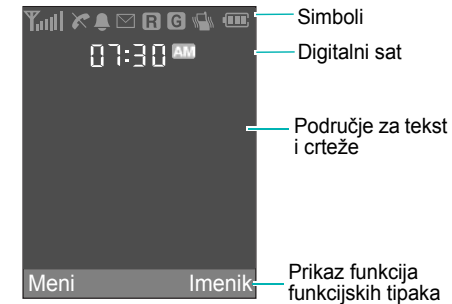 R G
Simboli
07:30 AM
Digitalni sat
Područje za tekst
i crteže
Meni Imenik
Prikaz funkcija
funkcijskih tipaka